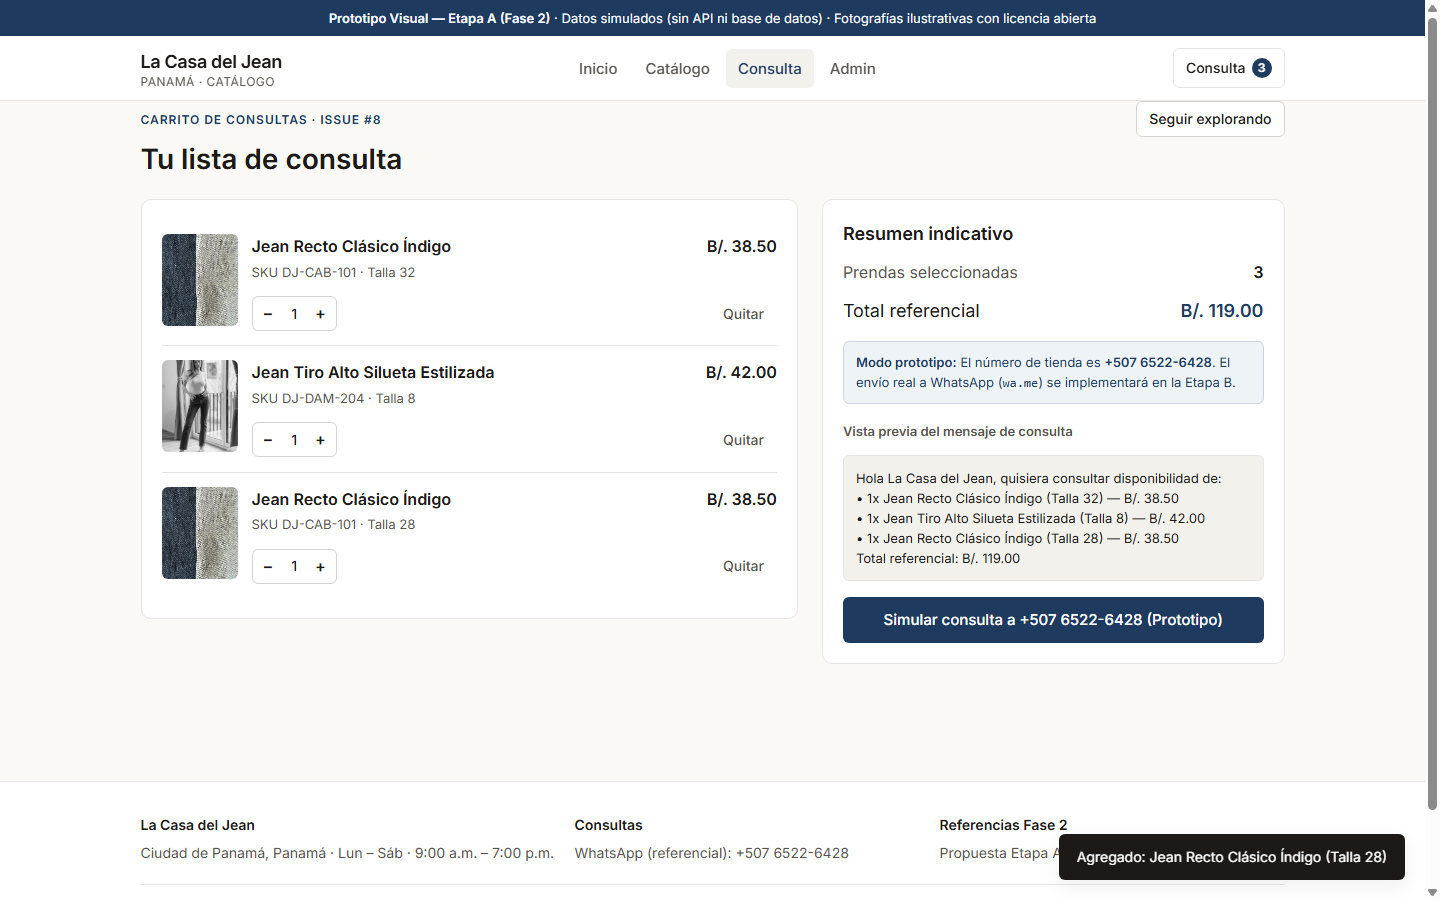 Prototipo Visual — Etapa A (Fase 2) · Datos simulados (sin API ni base de datos) · Fotografías ilustrativas con licencia abierta
La Casa del Jean
PANAMÁ · CATÁLOGO
Inicio
Catálogo
Consulta
Admin
Consulta 3
CARRITO DE CONSULTAS · ISSUE #8
Seguir explorando
Tu lista de consulta
Jean Recto Clásico Índigo
B/. 38.50
SKU DJ-CAB-101 · Talla 32
− 1 +
Quitar
Jean Tiro Alto Silueta Estilizada
B/. 42.00
SKU DJ-DAM-204 · Talla 8
− 1 +
Quitar
Jean Recto Clásico Índigo
B/. 38.50
SKU DJ-CAB-101 · Talla 28
− 1 +
Quitar
Resumen indicativo
Prendas seleccionadas 3
Total referencial B/. 119.00
Modo prototipo: El número de tienda es +507 6522-6428. El
envío real a WhatsApp (wa.me) se implementará en la Etapa B.
Vista previa del mensaje de consulta
Hola La Casa del Jean, quisiera consultar disponibilidad de:
• 1x Jean Recto Clásico Índigo (Talla 32) — B/. 38.50
• 1x Jean Tiro Alto Silueta Estilizada (Talla 8) — B/. 42.00
• 1x Jean Recto Clásico Índigo (Talla 28) — B/. 38.50
Total referencial: B/. 119.00
Simular consulta a +507 6522-6428 (Prototipo)
La Casa del Jean
Ciudad de Panamá, Panamá · Lun – Sáb · 9:00 a.m. – 7:00 p.m.
Consultas
WhatsApp (referencial): +507 6522-6428
Referencias Fase 2
Propuesta Etapa A
Agregado: Jean Recto Clásico Índigo (Talla 28)